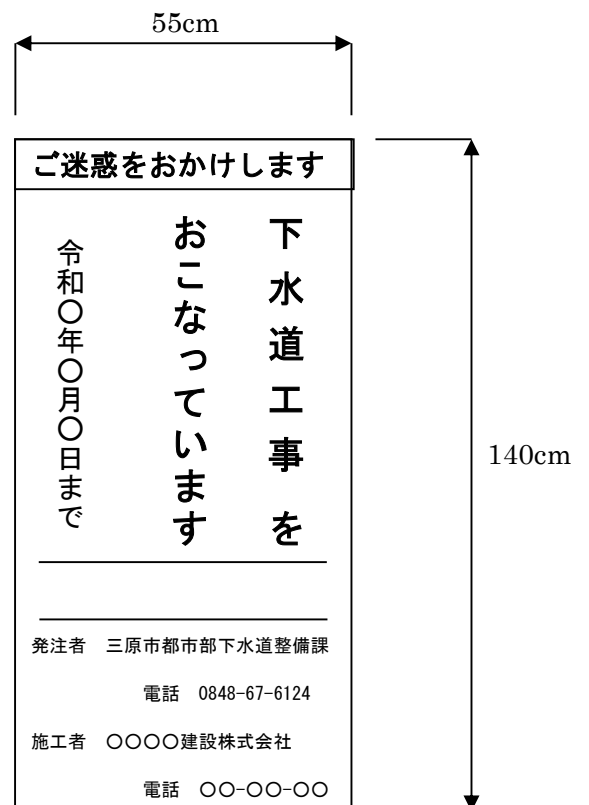 55cm
ご迷惑をおかけします
下水道工事を
おこなっています
令和〇年〇月〇日まで
140cm
発注者　三原市都市部下水道整備課
電話　0848-67-6124
施工者　〇〇〇〇建設株式会社
電話　〇〇-〇〇-〇〇